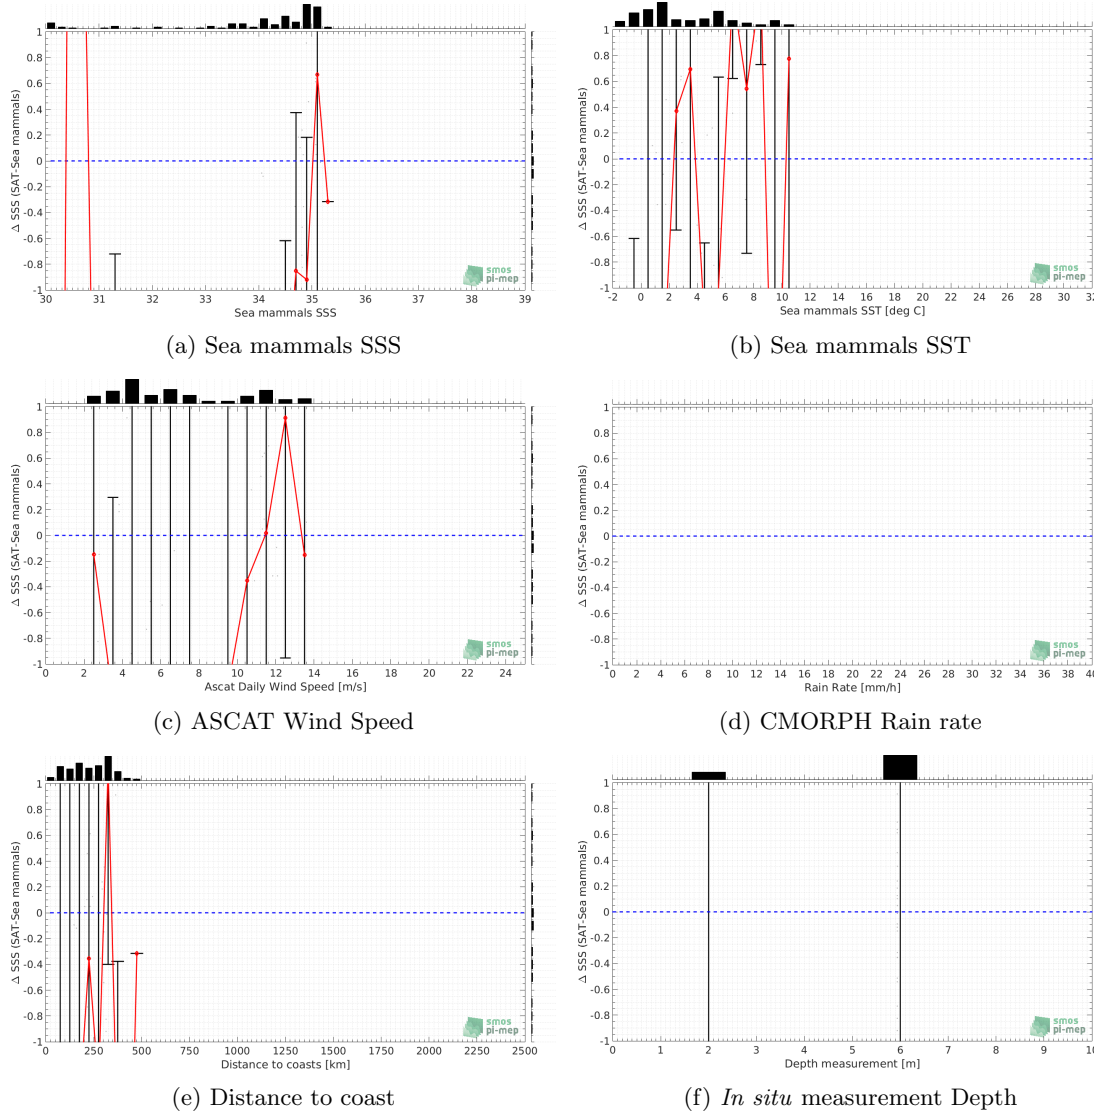 1
0.8
0.6
0.4
0.2
0
-0.2
-0.4
-0.6
-0.8
-1
Δ SSS (SAT-Sea mammals)
smos
pi-mep
30 31 32 33 34 35 36 37 38 39
Sea mammals SSS
(a) Sea mammals SSS
1
0.8
0.6
0.4
0.2
0
-0.2
-0.4
-0.6
-0.8
-1
Δ SSS (SAT-Sea mammals)
smos
pi-mep
-2 0 2 4 6 8 10 12 14 16 18 20 22 24 26 28 30 32
Sea mammals SST [deg C]
(b) Sea mammals SST
1
0.8
0.6
0.4
0.2
0
-0.2
-0.4
-0.6
-0.8
-1
Δ SSS (SAT-Sea mammals)
smos
pi-mep
0 2 4 6 8 10 12 14 16 18 20 22 24
Ascat Daily Wind Speed [m/s]
(c) ASCAT Wind Speed
1
0.8
0.6
0.4
0.2
0
-0.2
-0.4
-0.6
-0.8
-1
Δ SSS (SAT-Sea mammals)
smos
pi-mep
0 2 4 6 8 10 12 14 16 18 20 22 24 26 28 30 32 34 36 38 40
Rain Rate [mm/h]
(d) CMORPH Rain rate
1
0.8
0.6
0.4
0.2
0
-0.2
-0.4
-0.6
-0.8
-1
Δ SSS (SAT-Sea mammals)
smos
pi-mep
0 250 500 750 1000 1250 1500 1750 2000 2250 2500
Distance to coasts [km]
(e) Distance to coast
1
0.8
0.6
0.4
0.2
0
-0.2
-0.4
-0.6
-0.8
-1
Δ SSS (SAT-Sea mammals)
smos
pi-mep
0 1 2 3 4 5 6 7 8 9 10
Depth measurement [m]
(f) In situ measurement Depth